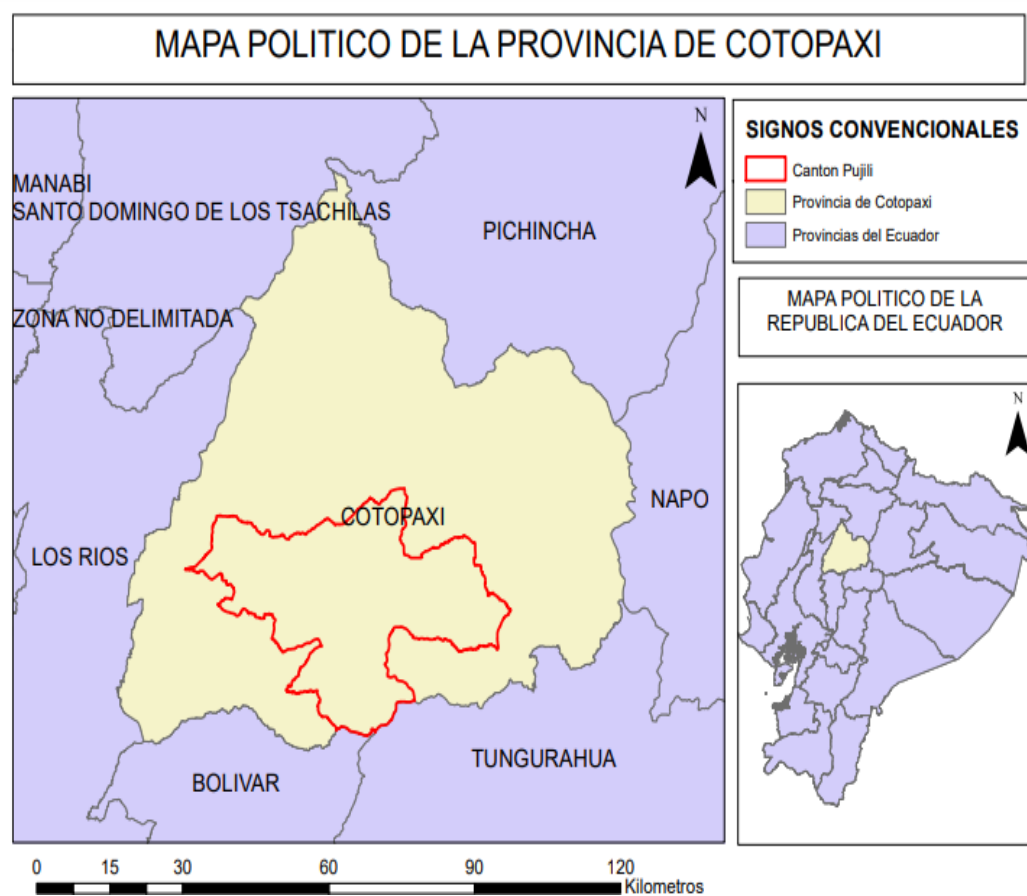 MAPA POLITICO DE LA PROVINCIA DE COTOPAXI
N
MANABI
SANTO DOMINGO DE LOS TSACHILAS
PICHINCHA
ZONA NO DELIMITADA
NAPO
COTOPAXI
LOS RIOS
TUNGURAHUA
BOLIVAR
0 15 30 60 90 120
Kilometros
SIGNOS CONVENCIONALES
Canton Pujili
Provincia de Cotopaxi
Provincias del Ecuador
MAPA POLITICO DE LA
REPUBLICA DEL ECUADOR
N